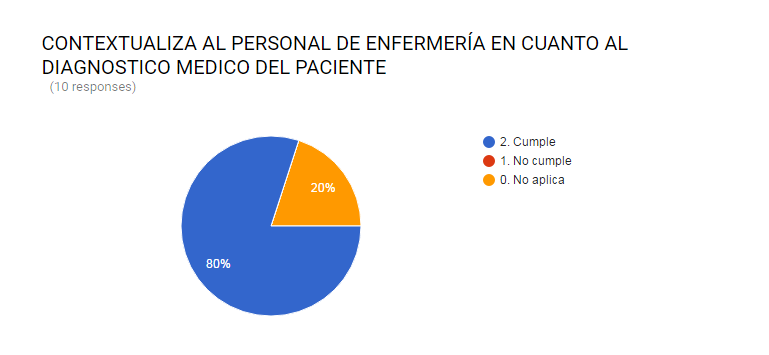 CONTEXTUALIZA AL PERSONAL DE ENFERMERÍA EN CUANTO AL
DIAGNOSTICO MEDICO DEL PACIENTE
(10 responses)
2. Cumple
1. No cumple
0. No aplica
20%
80%